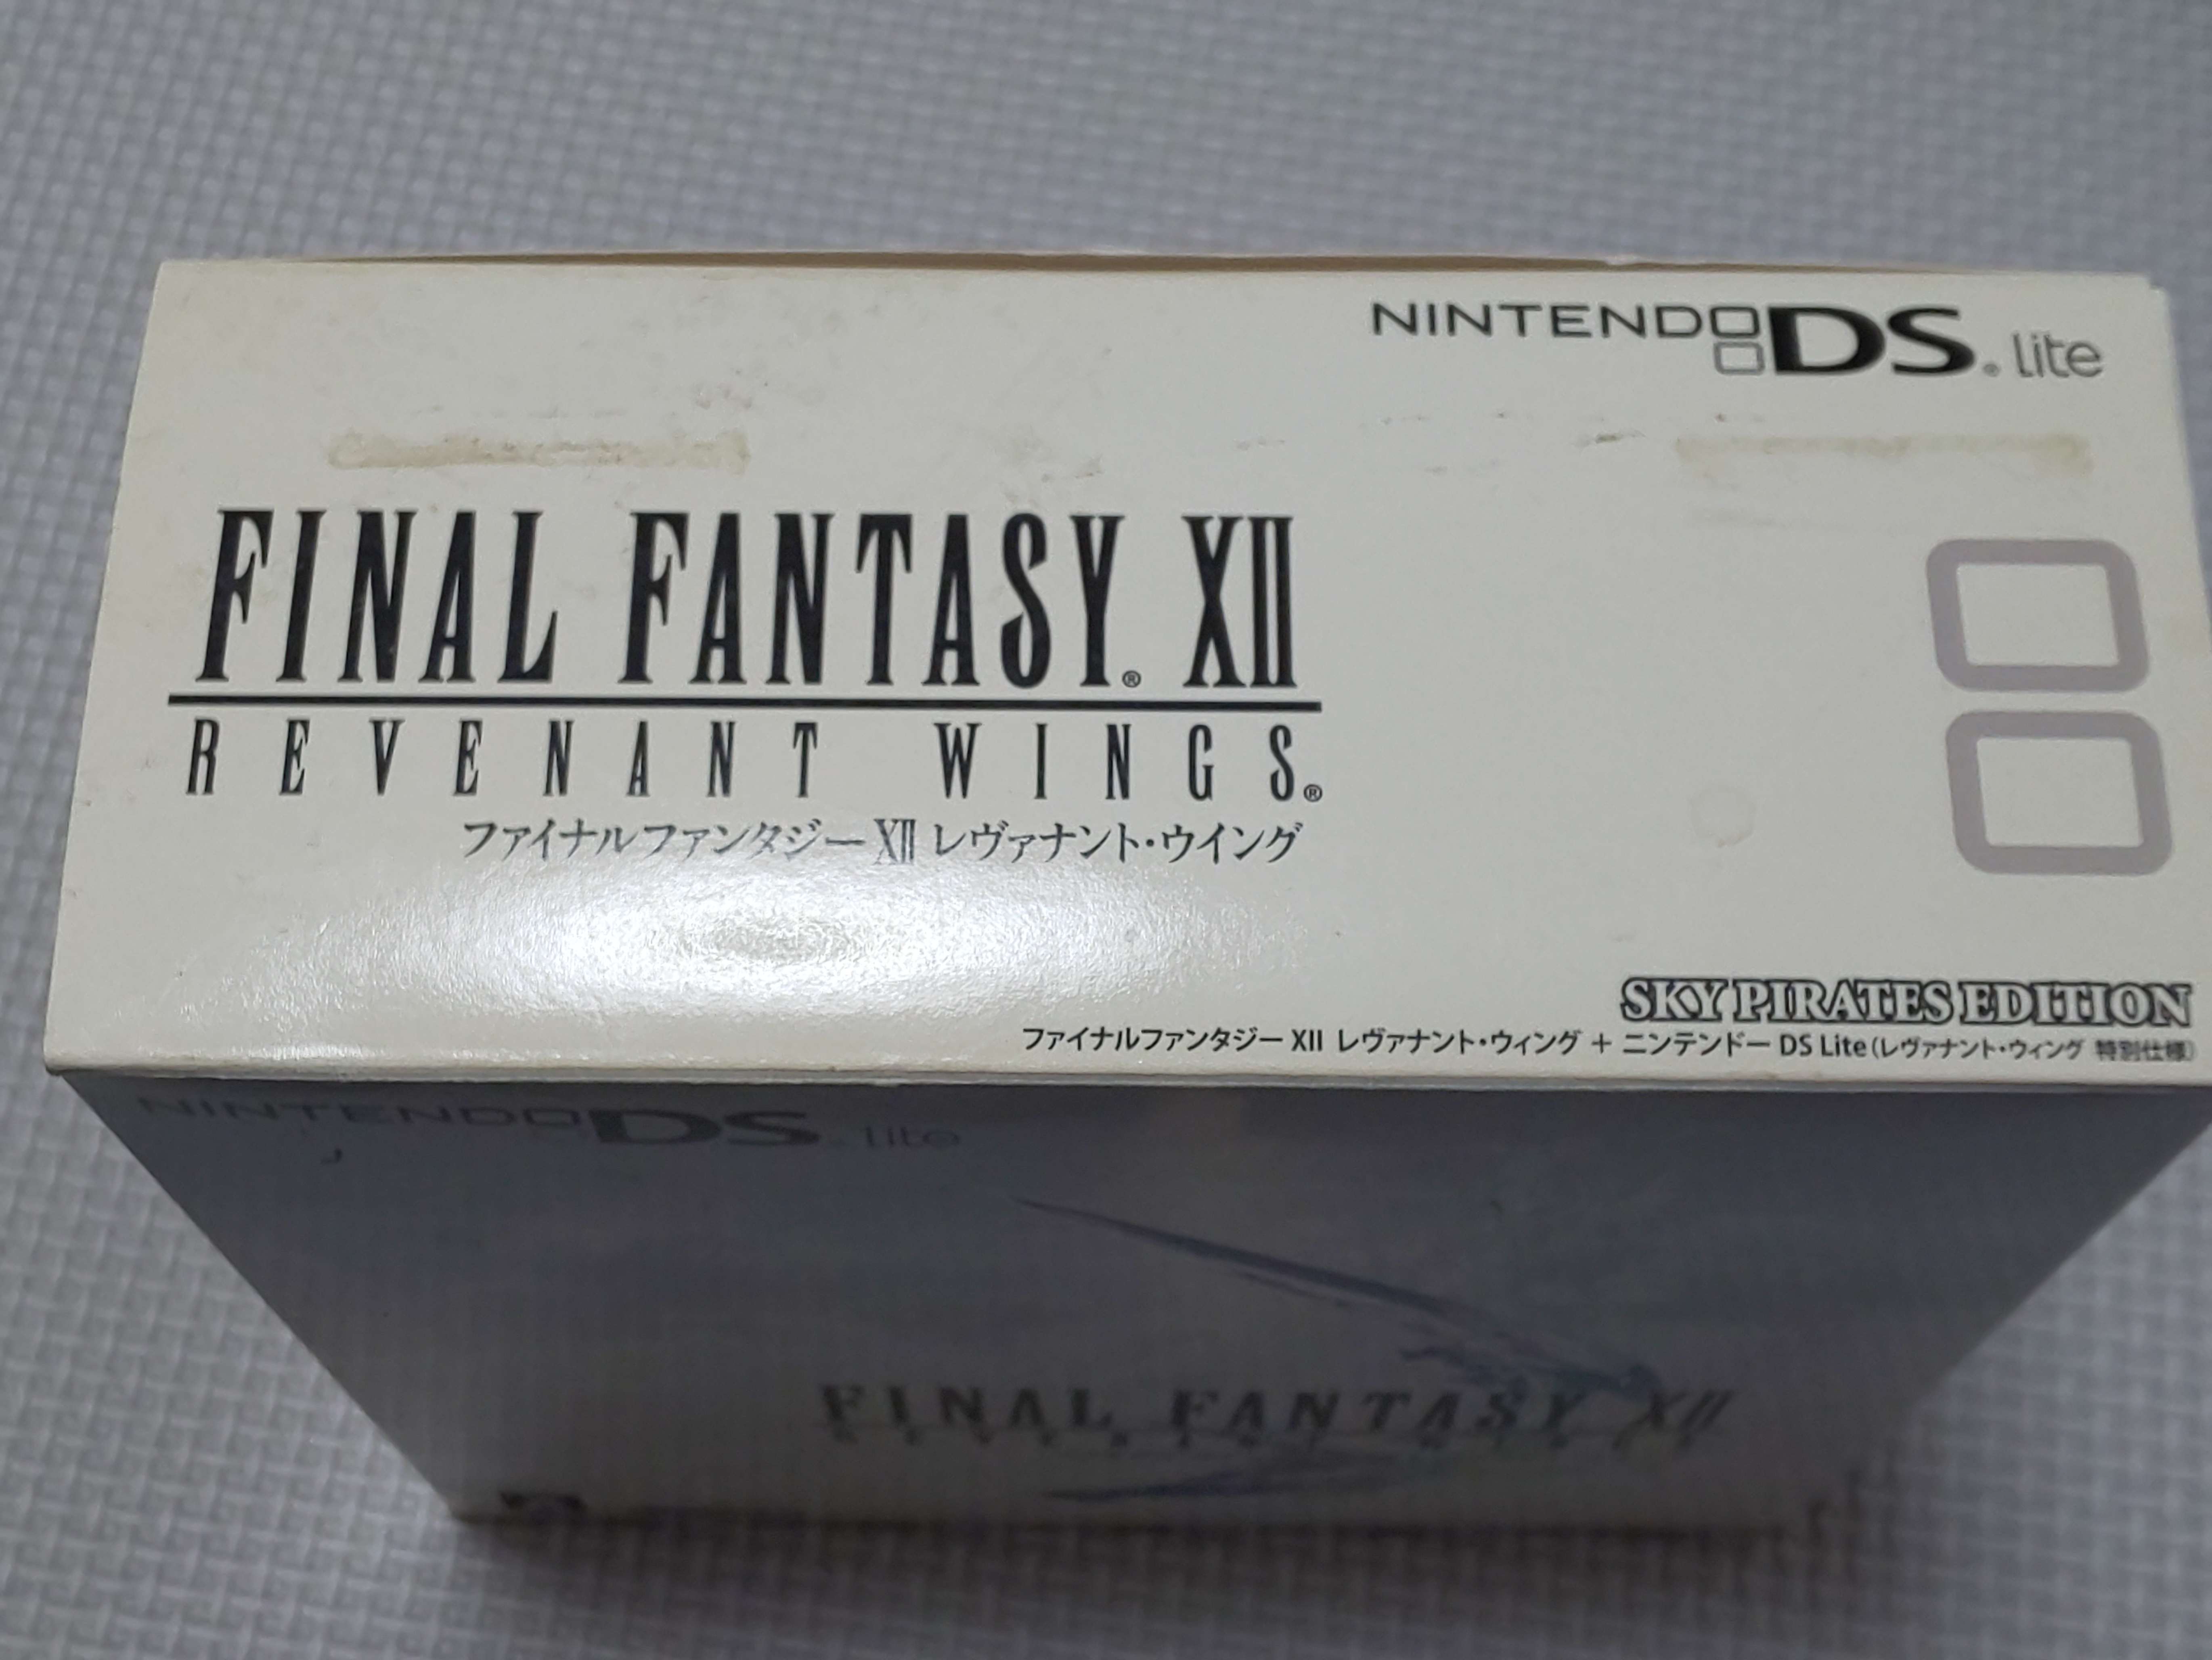 NINTENDO DS® lite
FINAL FANTASY® XII
REVENANT WINGS®
ファイナルファンタジー XII レヴァナント・ウイング
SKY PIRATES EDITION
ファイナルファンタジー XII レヴァナント・ウィング + ニンテンドー DS Lite(レヴァナント・ウィング 特別仕様)
NINTENDO DS lite
FINAL FANTASY XII